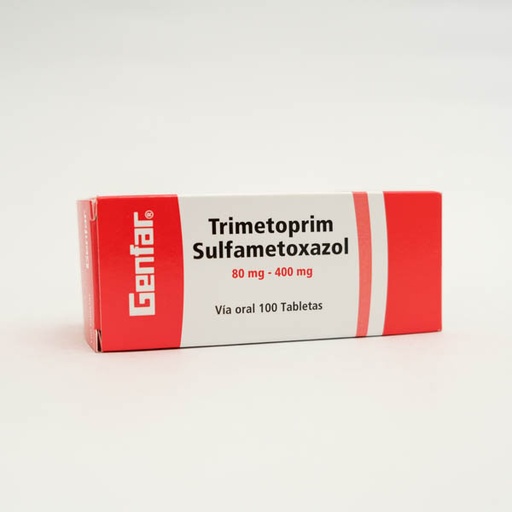 Genfar®
Trimetoprim
Sulfametoxazol
80 mg - 400 mg
Vía oral 100 Tabletas